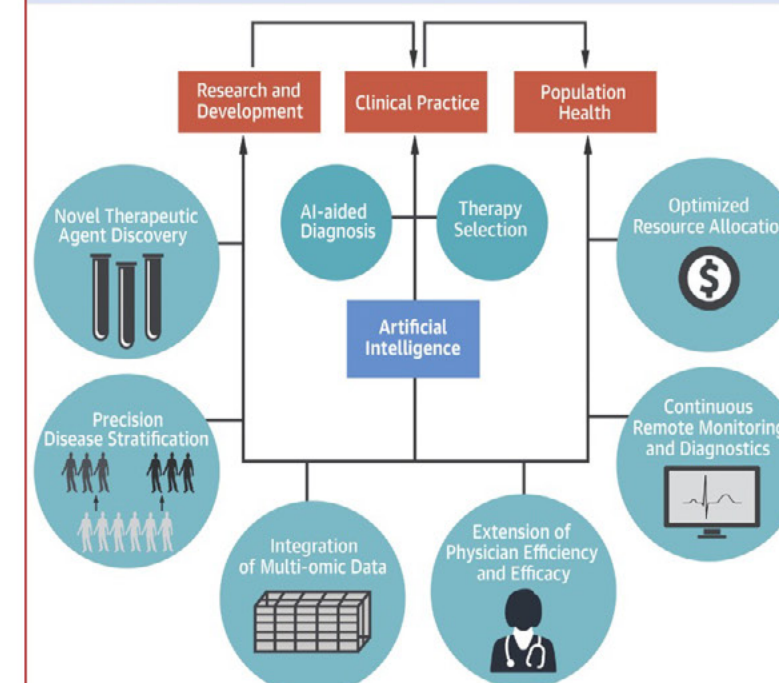 Research and
Development
Clinical Practice
Population
Health
Novel Therapeutic
Agent Discovery
AI-aided
Diagnosis
Therapy
Selection
Optimized
Resource Allocatio
$
Artificial
Intelligence
Precision
Disease Stratification
Continuous
Remote Monitoring
and Diagnostics
Integration
of Multi-omic Data
Extension of
Physician Efficiency
and Efficacy